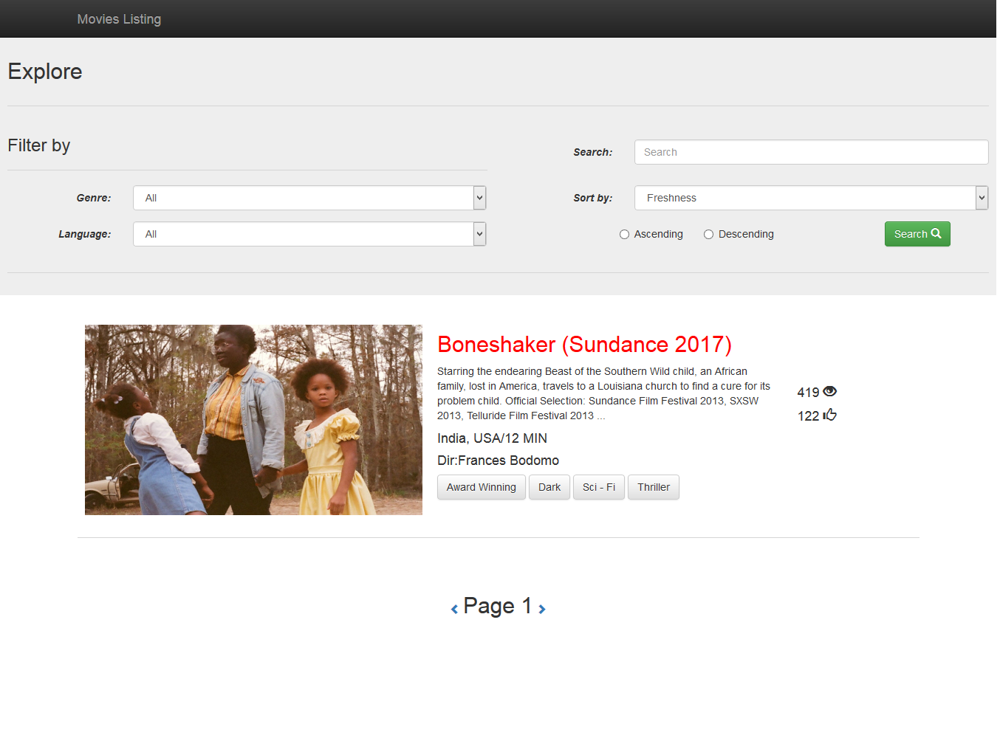 Movies Listing
Explore
Filter by
Search: Search
Genre: All
Sort by: Freshness
Language: All
Ascending Descending Search
Boneshaker (Sundance 2017)
Starring the endearing Beast of the Southern Wild child, an African
family, lost in America, travels to a Louisiana church to find a cure for its
problem child. Official Selection: Sundance Film Festival 2013, SXSW
2013, Telluride Film Festival 2013 ...
419
122
India, USA/12 MIN
Dir:Frances Bodomo
Award Winning Dark Sci - Fi Thriller
Page 1